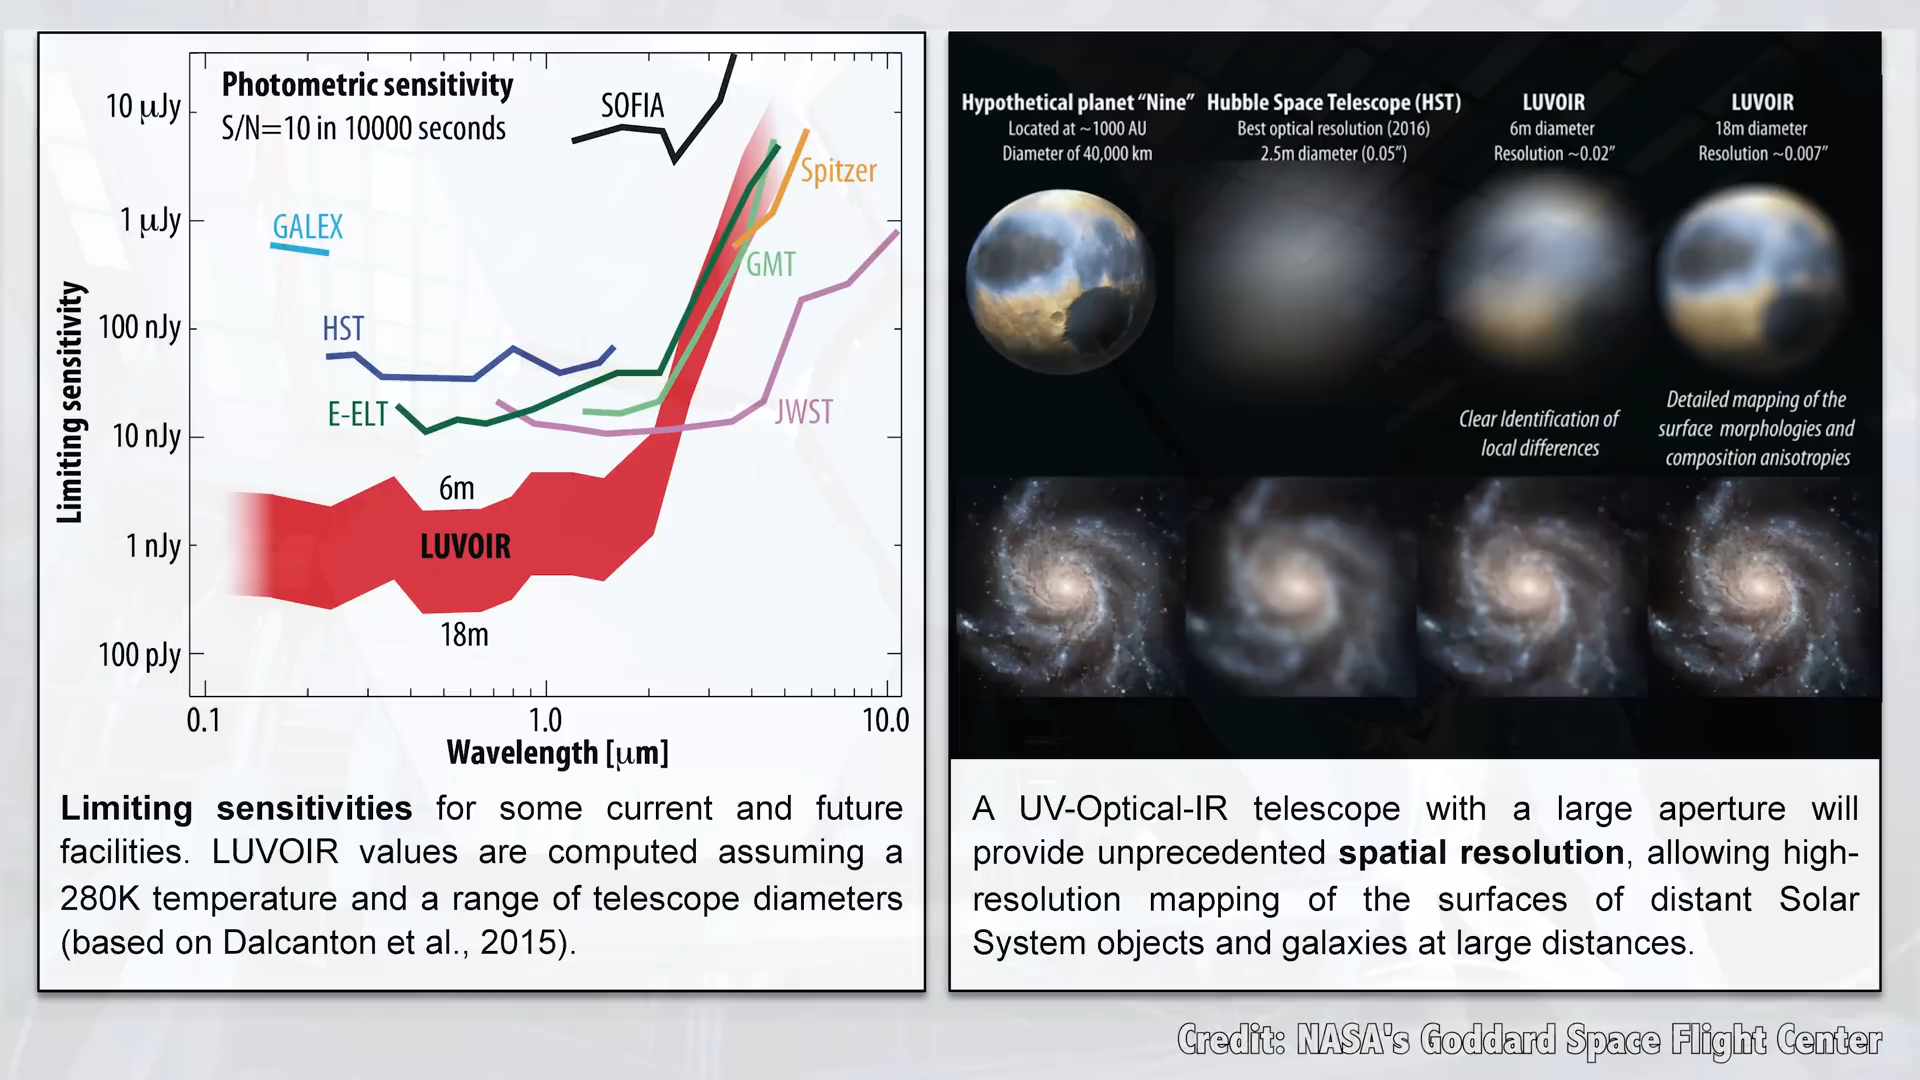 Photometric sensitivity
S/N=10 in 10000 seconds
SOFIA
Spitzer
GALEX
GMT
HST
E-ELT
JWST
6m
LUVOIR
18m
10 μJy
1 μJy
100 nJy
10 nJy
1 nJy
100 pJy
Limiting sensitivity
0.1
1.0
10.0
Wavelength [μm]
Limiting sensitivities for some current and future
facilities. LUVOIR values are computed assuming a
280K temperature and a range of telescope diameters
(based on Dalcanton et al., 2015).
Hypothetical planet “Nine”
Located at ~1000 AU
Diameter of 40,000 km
Hubble Space Telescope (HST)
Best optical resolution (2016)
2.5m diameter (0.05”)
LUVOIR
6m diameter
Resolution ~0.02”
LUVOIR
18m diameter
Resolution ~0.007”
Clear Identification of
local differences
Detailed mapping of the
surface morphologies and
composition anisotropies
A UV-Optical-IR telescope with a large aperture will
provide unprecedented spatial resolution, allowing high-
resolution mapping of the surfaces of distant Solar
System objects and galaxies at large distances.
Credit: NASA's Goddard Space Flight Center